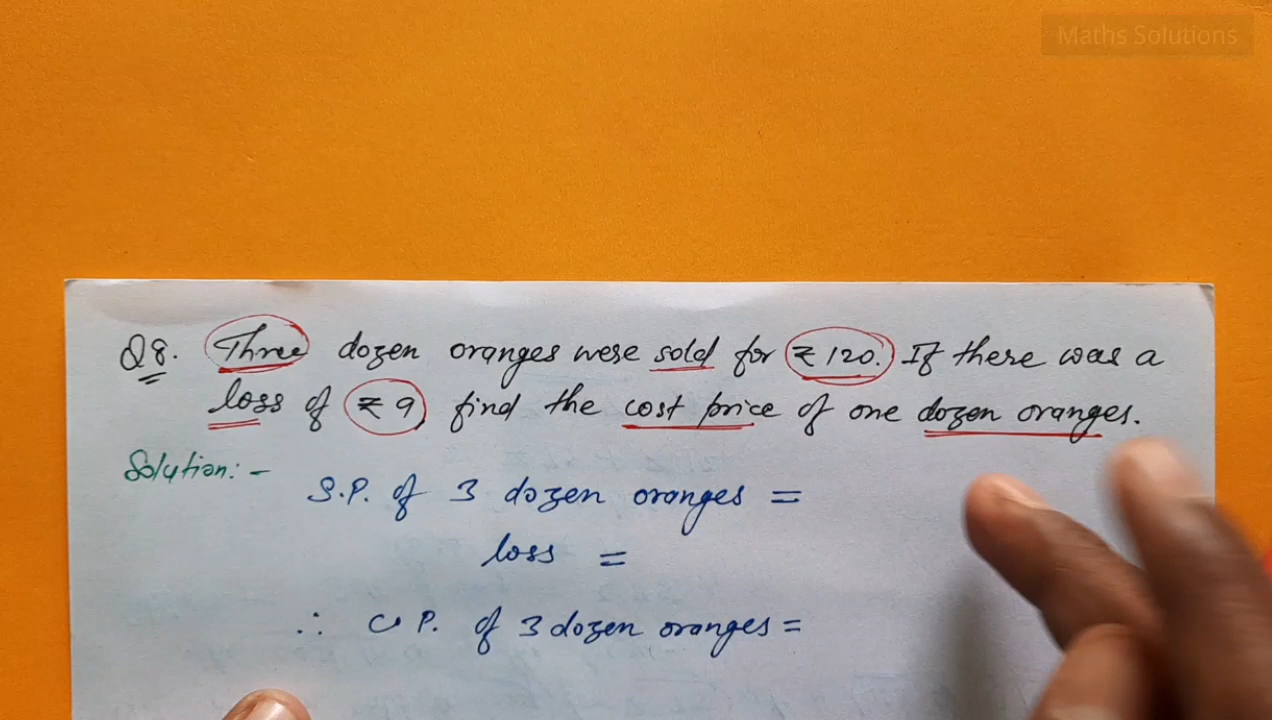 Maths Solutions
Q8. Three dozen oranges were sold for ₹120. If there was a
loss of ₹9 find the cost price of one dozen oranges.
Solution:-
S.P. of 3 dozen oranges =
loss =
∴ C.P. of 3 dozen oranges =